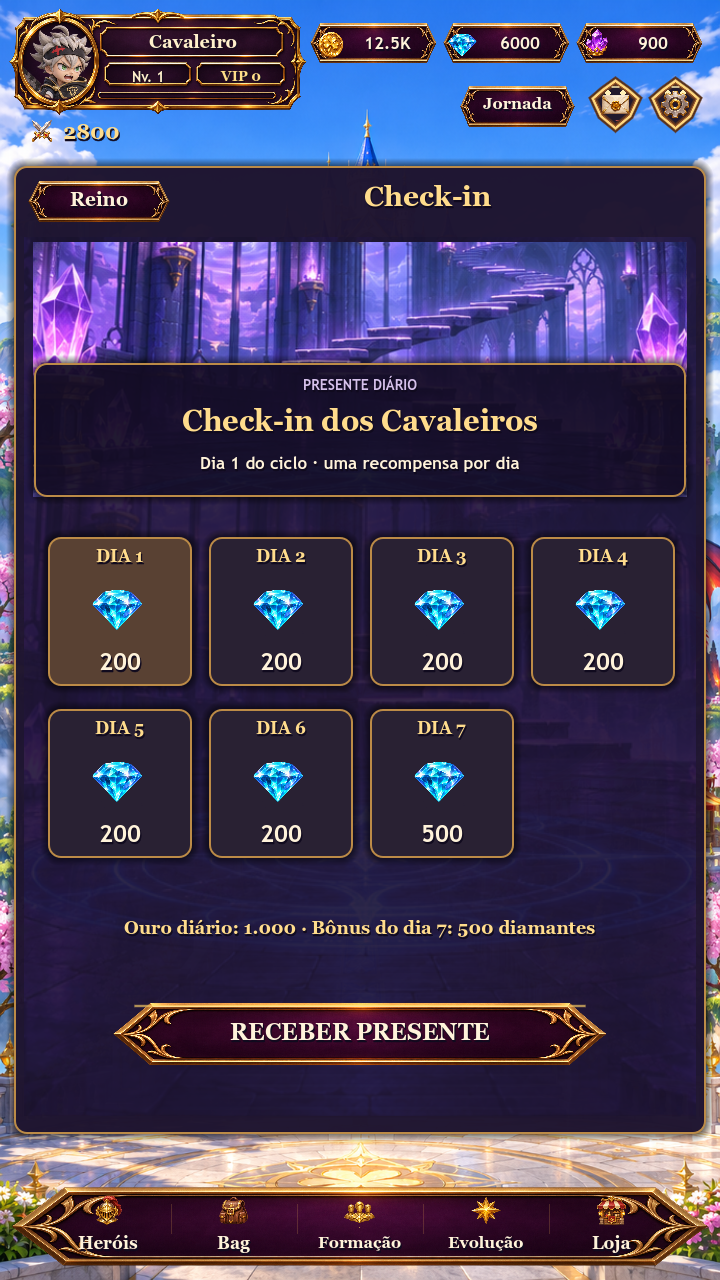 Cavaleiro
Nv. 1
VIP 0
12.5K
6000
900
2800
Jornada
Reino
Check-in
PRESENTE DIÁRIO
Check-in dos Cavaleiros
Dia 1 do ciclo · uma recompensa por dia
DIA 1
200
DIA 2
200
DIA 3
200
DIA 4
200
DIA 5
200
DIA 6
200
DIA 7
500
Ouro diário: 1.000 · Bônus do dia 7: 500 diamantes
RECEBER PRESENTE
Heróis
Bag
Formação
Evolução
Loja